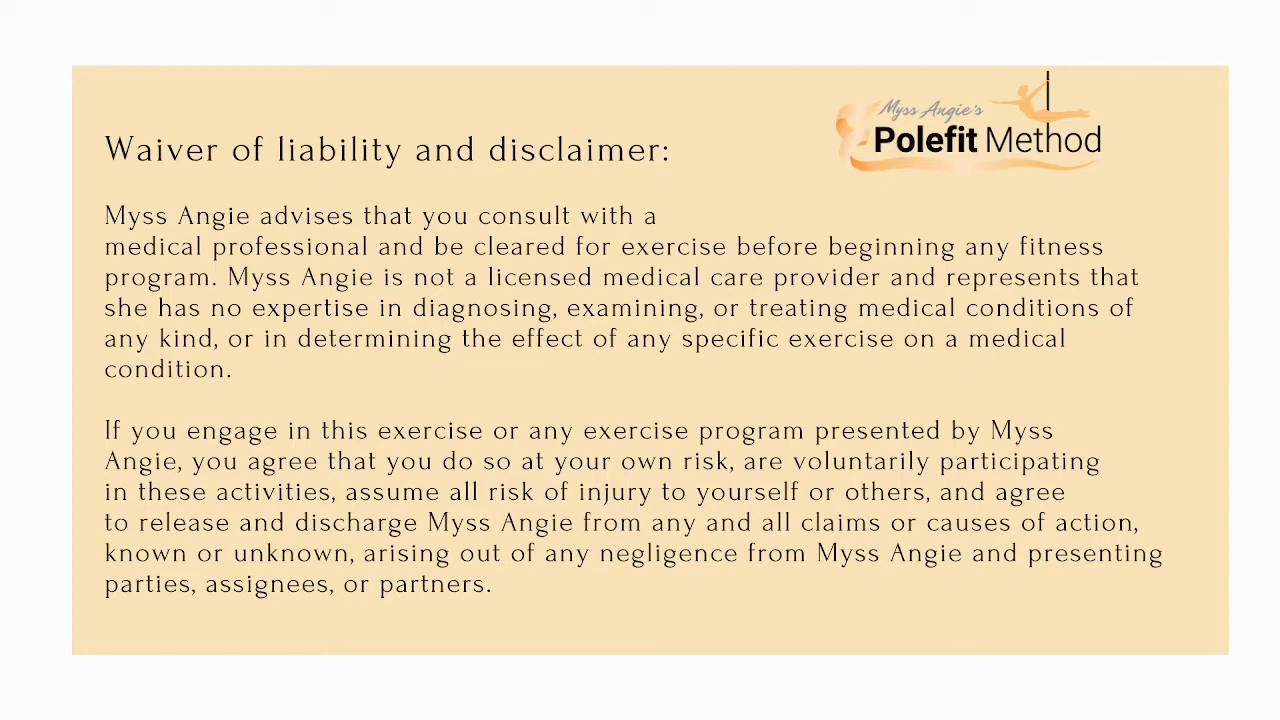 Myss Angie's
Polefit Method
Waiver of liability and disclaimer:
Myss Angie advises that you consult with a
medical professional and be cleared for exercise before beginning any fitness
program. Myss Angie is not a licensed medical care provider and represents that
she has no expertise in diagnosing, examining, or treating medical conditions of
any kind, or in determining the effect of any specific exercise on a medical
condition.
If you engage in this exercise or any exercise program presented by Myss
Angie, you agree that you do so at your own risk, are voluntarily participating
in these activities, assume all risk of injury to yourself or others, and agree
to release and discharge Myss Angie from any and all claims or causes of action,
known or unknown, arising out of any negligence from Myss Angie and presenting
parties, assignees, or partners.